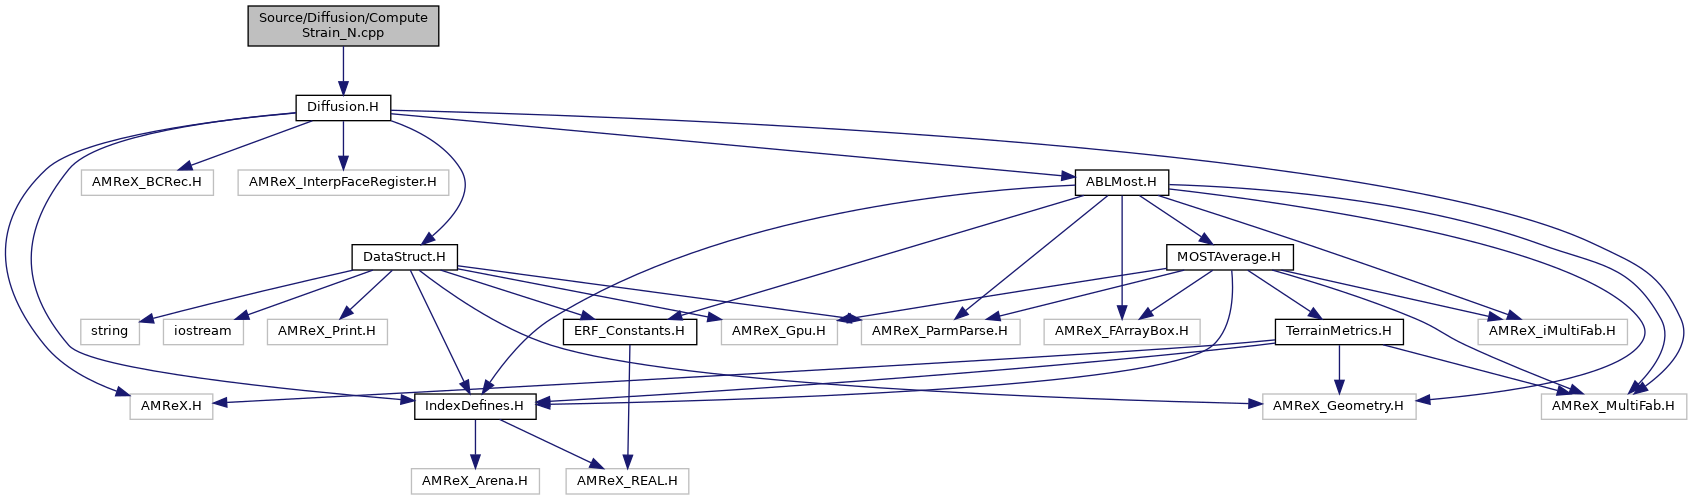 Source/Diffusion/Compute
Strain_N.cpp
Diffusion.H
AMReX_BCRec.H
AMReX_InterpFaceRegister.H
ABLMost.H
DataStruct.H
MOSTAverage.H
string
iostream
AMReX_Print.H
ERF_Constants.H
AMReX_Gpu.H
AMReX_ParmParse.H
AMReX_FArrayBox.H
TerrainMetrics.H
AMReX_iMultiFab.H
AMReX.H
IndexDefines.H
AMReX_Geometry.H
AMReX_MultiFab.H
AMReX_Arena.H
AMReX_REAL.H